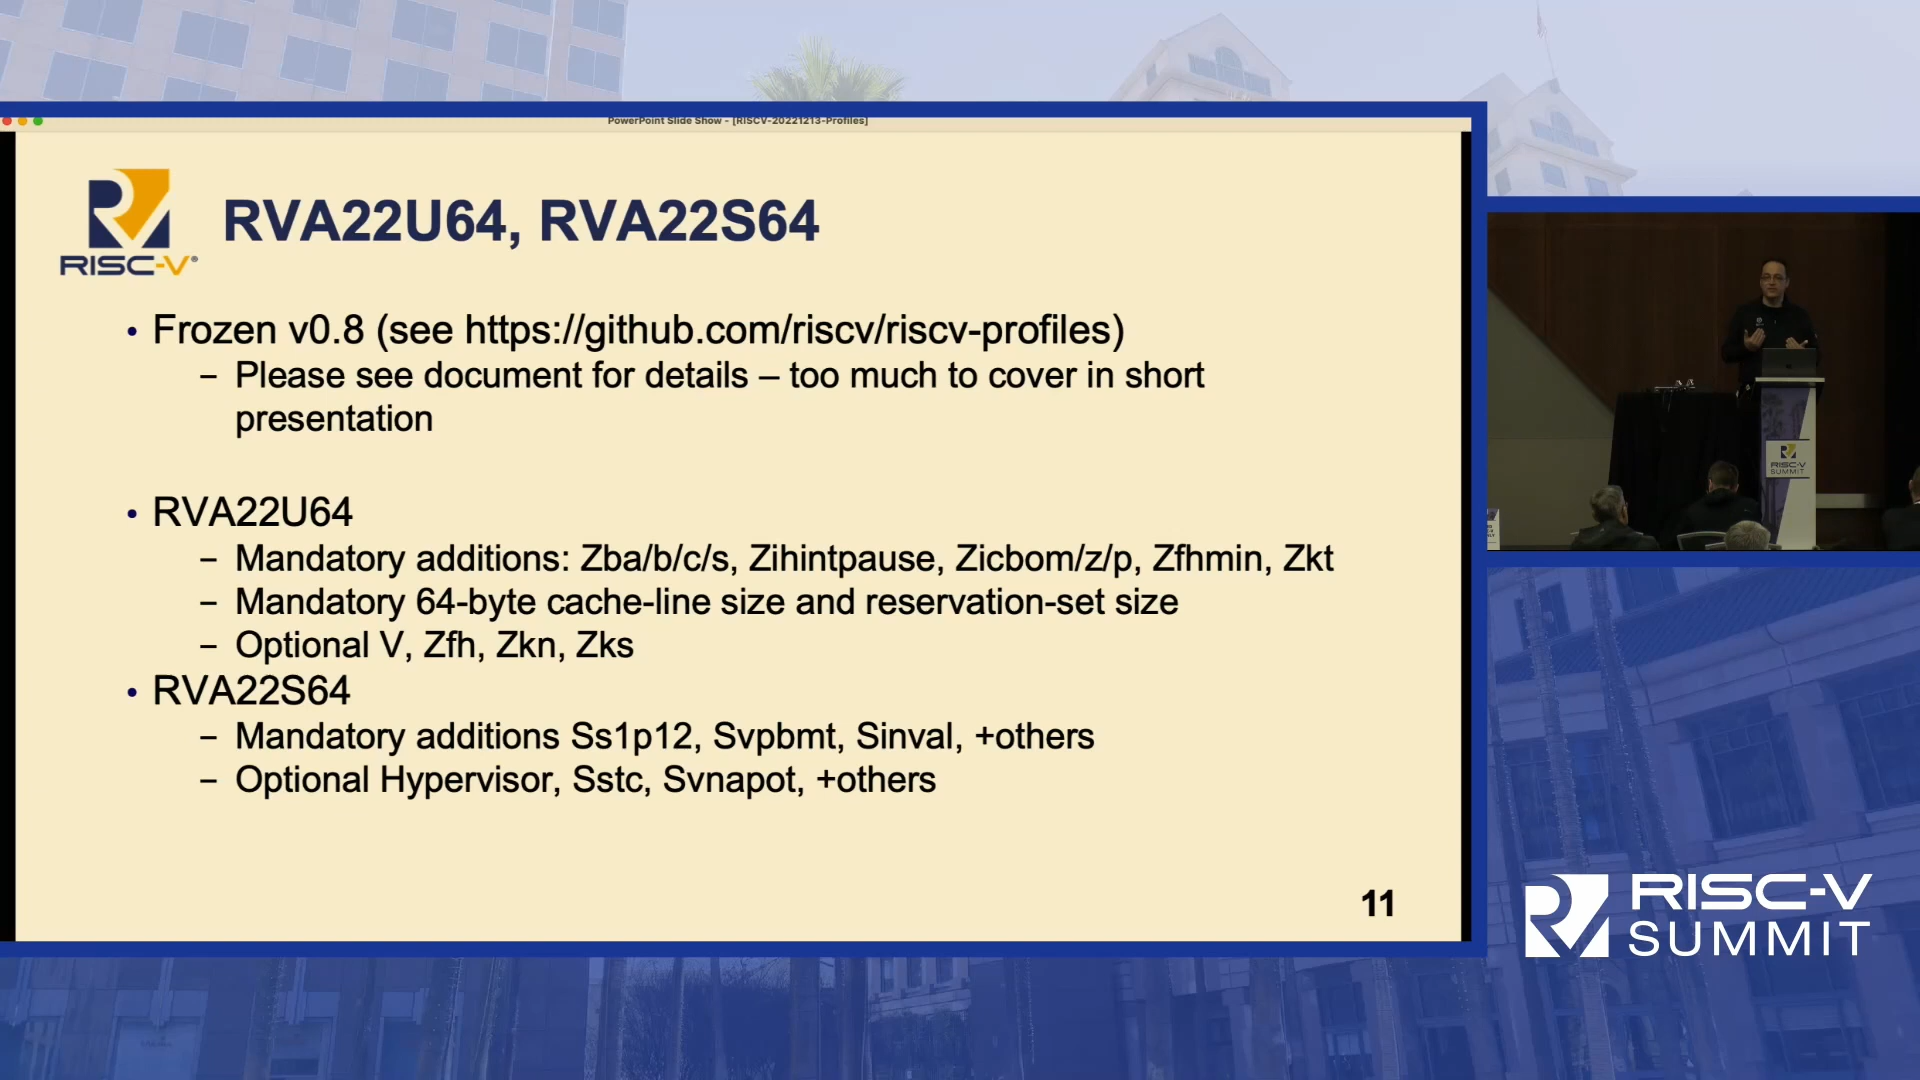 PowerPoint Slide Show - [RISCV-20221213-Profiles]
RISC-V®
RVA22U64, RVA22S64
• Frozen v0.8 (see https://github.com/riscv/riscv-profiles)
– Please see document for details – too much to cover in short
presentation
• RVA22U64
– Mandatory additions: Zba/b/c/s, Zihintpause, Zicbom/z/p, Zfhmin, Zkt
– Mandatory 64-byte cache-line size and reservation-set size
– Optional V, Zfh, Zkn, Zks
• RVA22S64
– Mandatory additions Ss1p12, Svpbmt, Sinval, +others
– Optional Hypervisor, Sstc, Svnapot, +others
11
RISC-V
SUMMIT
RISC-V
SUMMIT